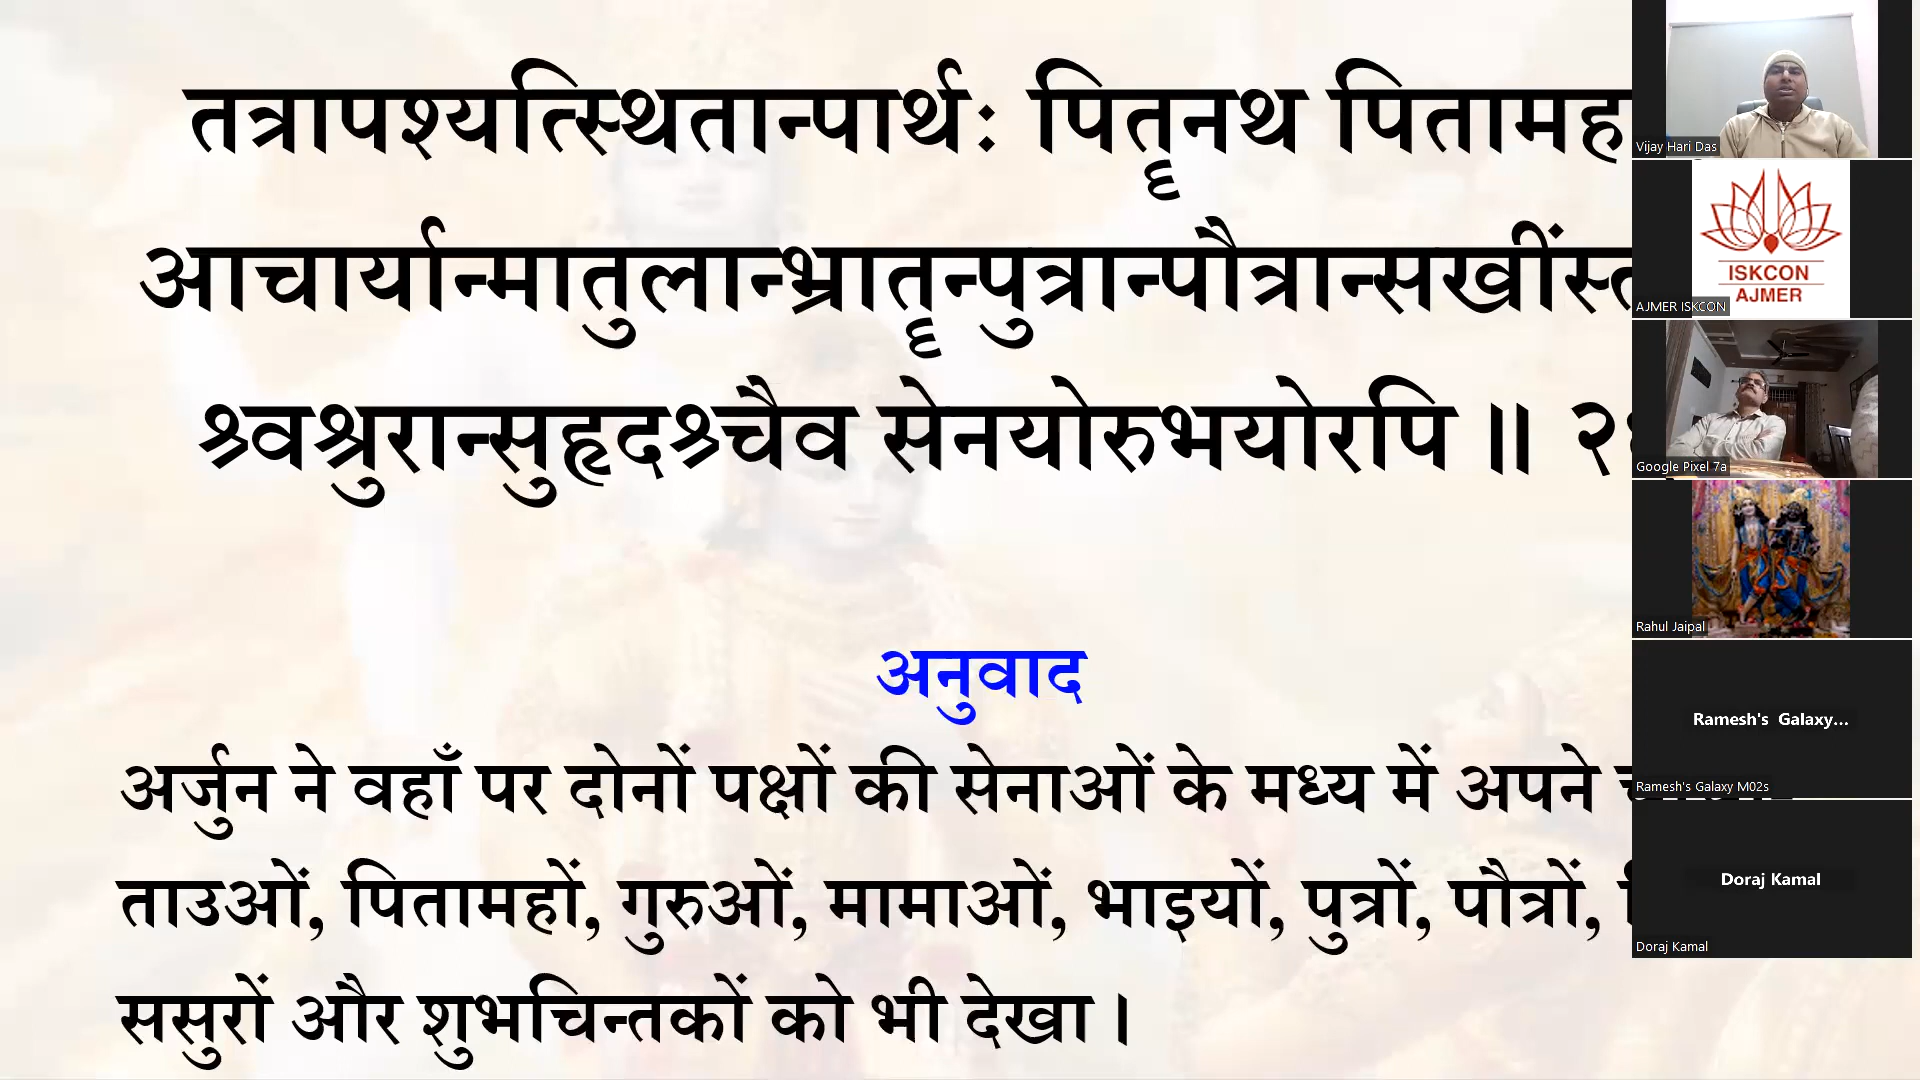 तत्रापश्यत्स्थितान्पार्थः पितॄनथ पितामह
आचार्यान्मातुलान्भ्रातॄन्पुत्रान्पौत्रान्सखींस्त
श्र्वश्रुरान्सुहृदश्र्चैव सेनयोरुभयोरपि ॥
अनुवाद
अर्जुन ने वहाँ पर दोनों पक्षों की सेनाओं के मध्य में अपने
ताउओं, पितामहों, गुरुओं, मामाओं, भाइयों, पुत्रों, पौत्रों,
ससुरों और शुभचिन्तकों को भी देखा।
Vijay Hari Das
ISKCON
AJMER
AJMER ISKCON
Google Pixel 7a
Rahul Jaipal
Ramesh's Galaxy...
Ramesh's Galaxy M02s
Doraj Kamal
Doraj Kamal